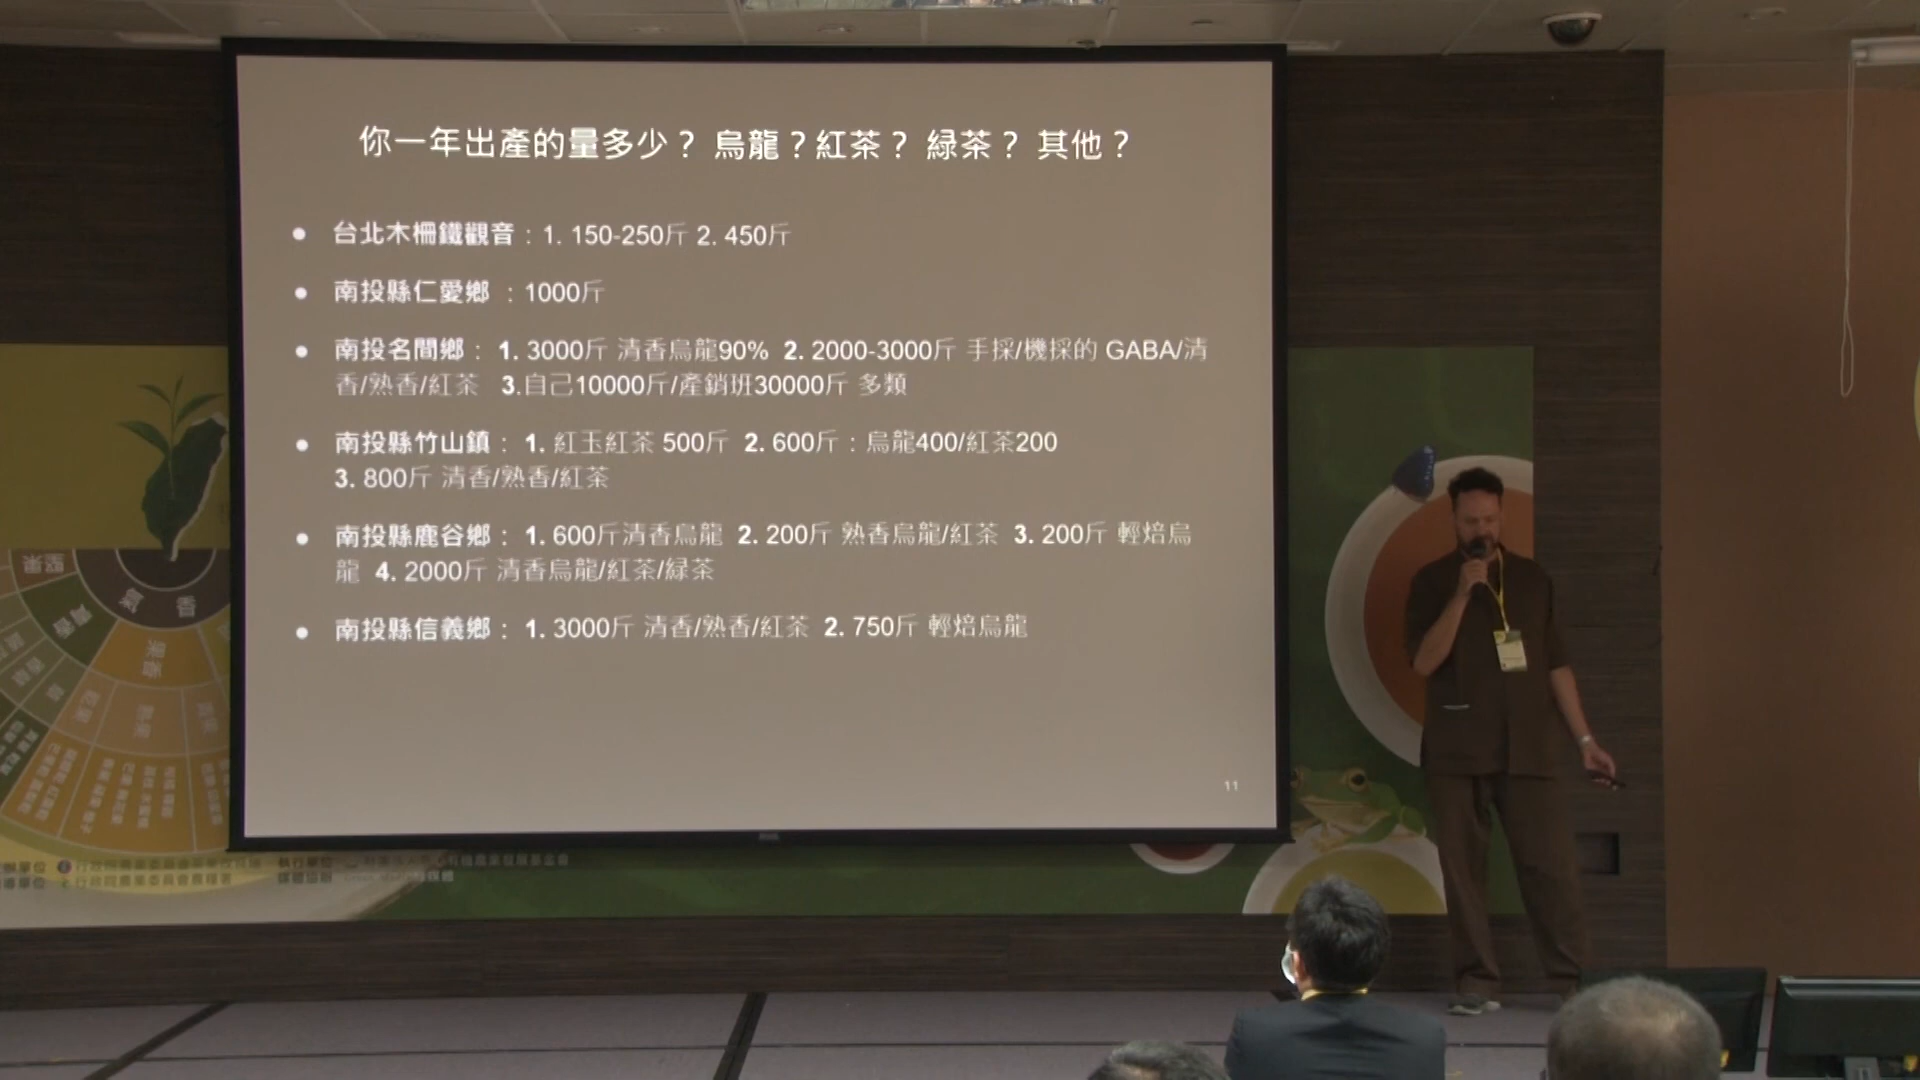 你一年出產的量多少？ 烏龍？紅茶？ 綠茶？ 其他？
● 台北木柵鐵觀音：1. 150-250斤 2. 450斤
● 南投縣仁愛鄉 ：1000斤
● 南投名間鄉： 1. 3000斤 清香烏龍90% 2. 2000-3000斤 手採/機採的 GABA/清
香/熟香/紅茶 3.自己10000斤/產銷班30000斤 多類
● 南投縣竹山鎮： 1. 紅玉紅茶 500斤 2. 600斤：烏龍400/紅茶200
3. 800斤 清香/熟香/紅茶
● 南投縣鹿谷鄉： 1. 600斤清香烏龍 2. 200斤 熟香烏龍/紅茶 3. 200斤 輕焙烏
龍 4. 2000斤 清香烏龍/紅茶/綠茶
● 南投縣信義鄉： 1. 3000斤 清香/熟香/紅茶 2. 750斤 輕焙烏龍
11
堅果
果香